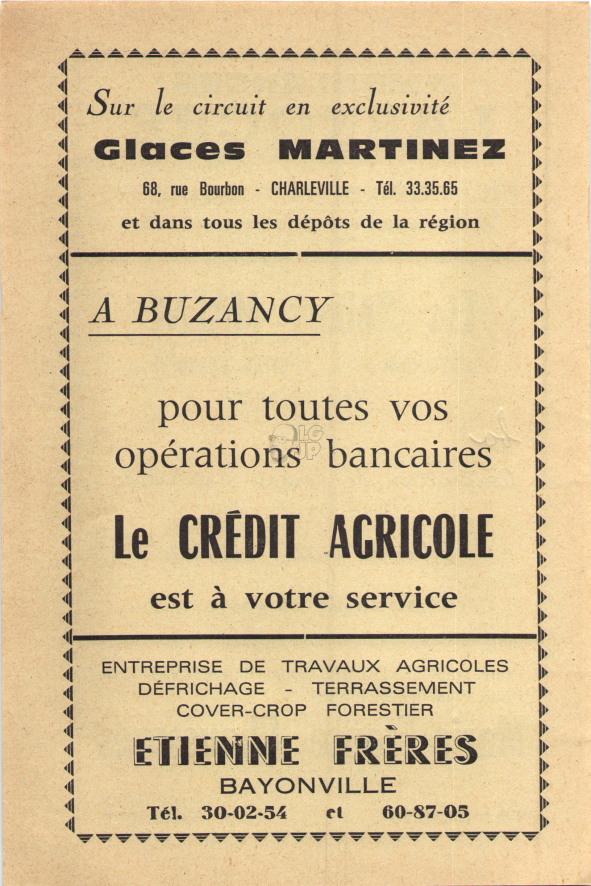 Sur le circuit en exclusivité
Glaces MARTINEZ
68, rue Bourbon - CHARLEVILLE - Tél. 33.35.65
et dans tous les dépôts de la région
A BUZANCY
pour toutes vos
opérations bancaires
Le CRÉDIT AGRICOLE
est à votre service
ENTREPRISE DE TRAVAUX AGRICOLES
DÉFRICHAGE - TERRASSEMENT
COVER-CROP FORESTIER
ETIENNE FRÈRES
BAYONVILLE
Tél. 30-02-54 et 60-87-05